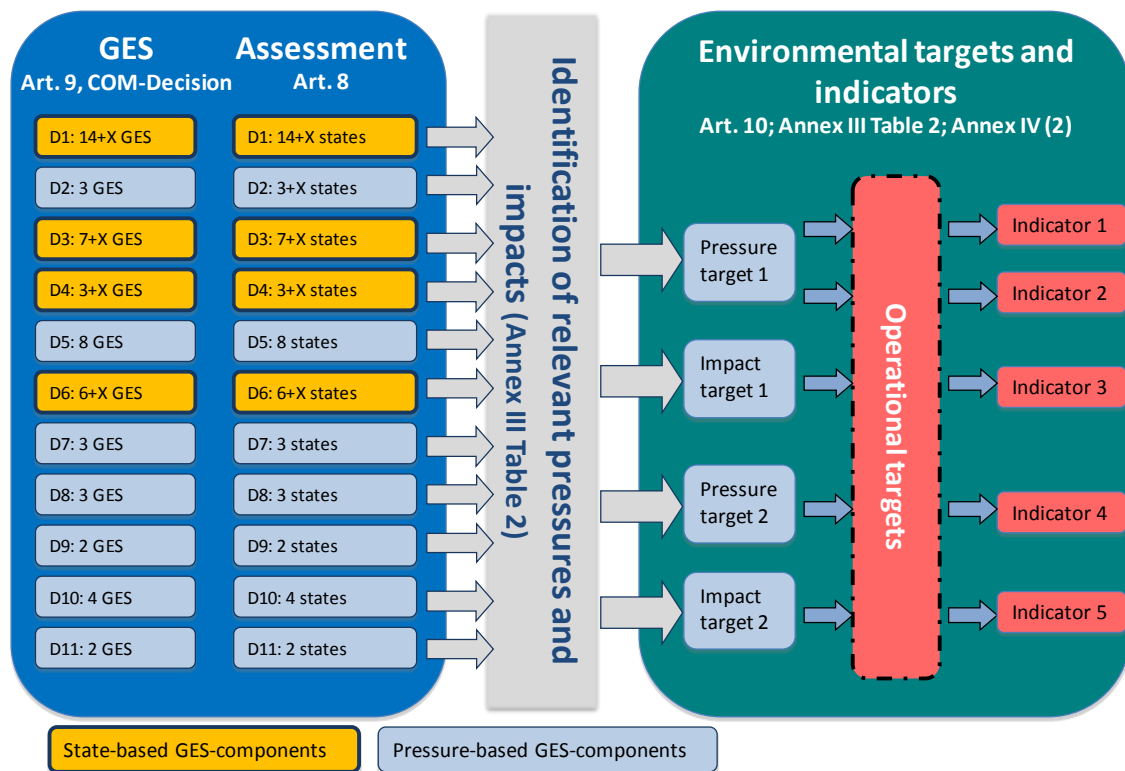 GES
Art. 9, COM-Decision
Assessment
Art. 8
D1: 14+X GES
D1: 14+X states
D2: 3 GES
D2: 3+X states
D3: 7+X GES
D3: 7+X states
D4: 3+X GES
D4: 3+X states
D5: 8 GES
D5: 8 states
D6: 6+X GES
D6: 6+X states
D7: 3 GES
D7: 3 states
D8: 3 GES
D8: 3 states
D9: 2 GES
D9: 2 states
D10: 4 GES
D10: 4 states
D11: 2 GES
D11: 2 states
Identification of relevant pressures and
impacts (Annex III Table 2)
Environmental targets and
indicators
Art. 10; Annex III Table 2; Annex IV (2)
Pressure
target 1
Impact
target 1
Pressure
target 2
Impact
target 2
Operational targets
Indicator 1
Indicator 2
Indicator 3
Indicator 4
Indicator 5
State-based GES-components
Pressure-based GES-components